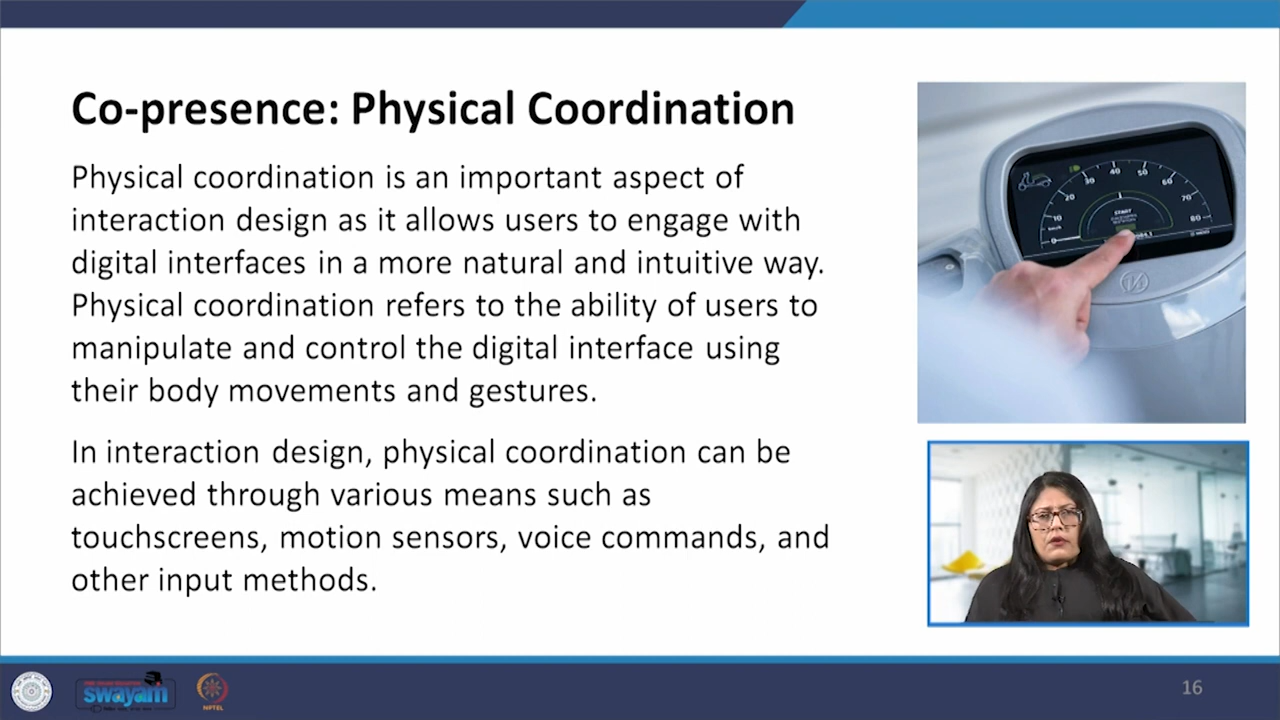 Co-presence: Physical Coordination
Physical coordination is an important aspect of
interaction design as it allows users to engage with
digital interfaces in a more natural and intuitive way.
Physical coordination refers to the ability of users to
manipulate and control the digital interface using
their body movements and gestures.
In interaction design, physical coordination can be
achieved through various means such as
touchscreens, motion sensors, voice commands, and
other input methods.
0
10
20
30
40
50
60
70
80
km/h
START
swayam
NPTEL
16